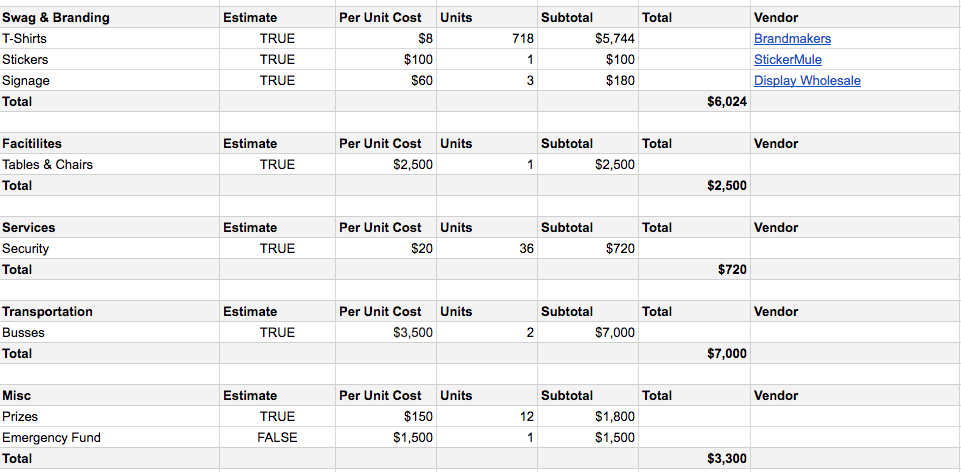 Swag & Branding Estimate Per Unit Cost Units Subtotal Total Vendor
T-Shirts TRUE $8 718 $5,744 Brandmakers
Stickers TRUE $100 1 $100 StickerMule
Signage TRUE $60 3 $180 Display Wholesale
Total $6,024
Facitilites Estimate Per Unit Cost Units Subtotal Total Vendor
Tables & Chairs TRUE $2,500 1 $2,500
Total $2,500
Services Estimate Per Unit Cost Units Subtotal Total Vendor
Security TRUE $20 36 $720
Total $720
Transportation Estimate Per Unit Cost Units Subtotal Total Vendor
Busses TRUE $3,500 2 $7,000
Total $7,000
Misc Estimate Per Unit Cost Units Subtotal Total Vendor
Prizes TRUE $150 12 $1,800
Emergency Fund FALSE $1,500 1 $1,500
Total $3,300